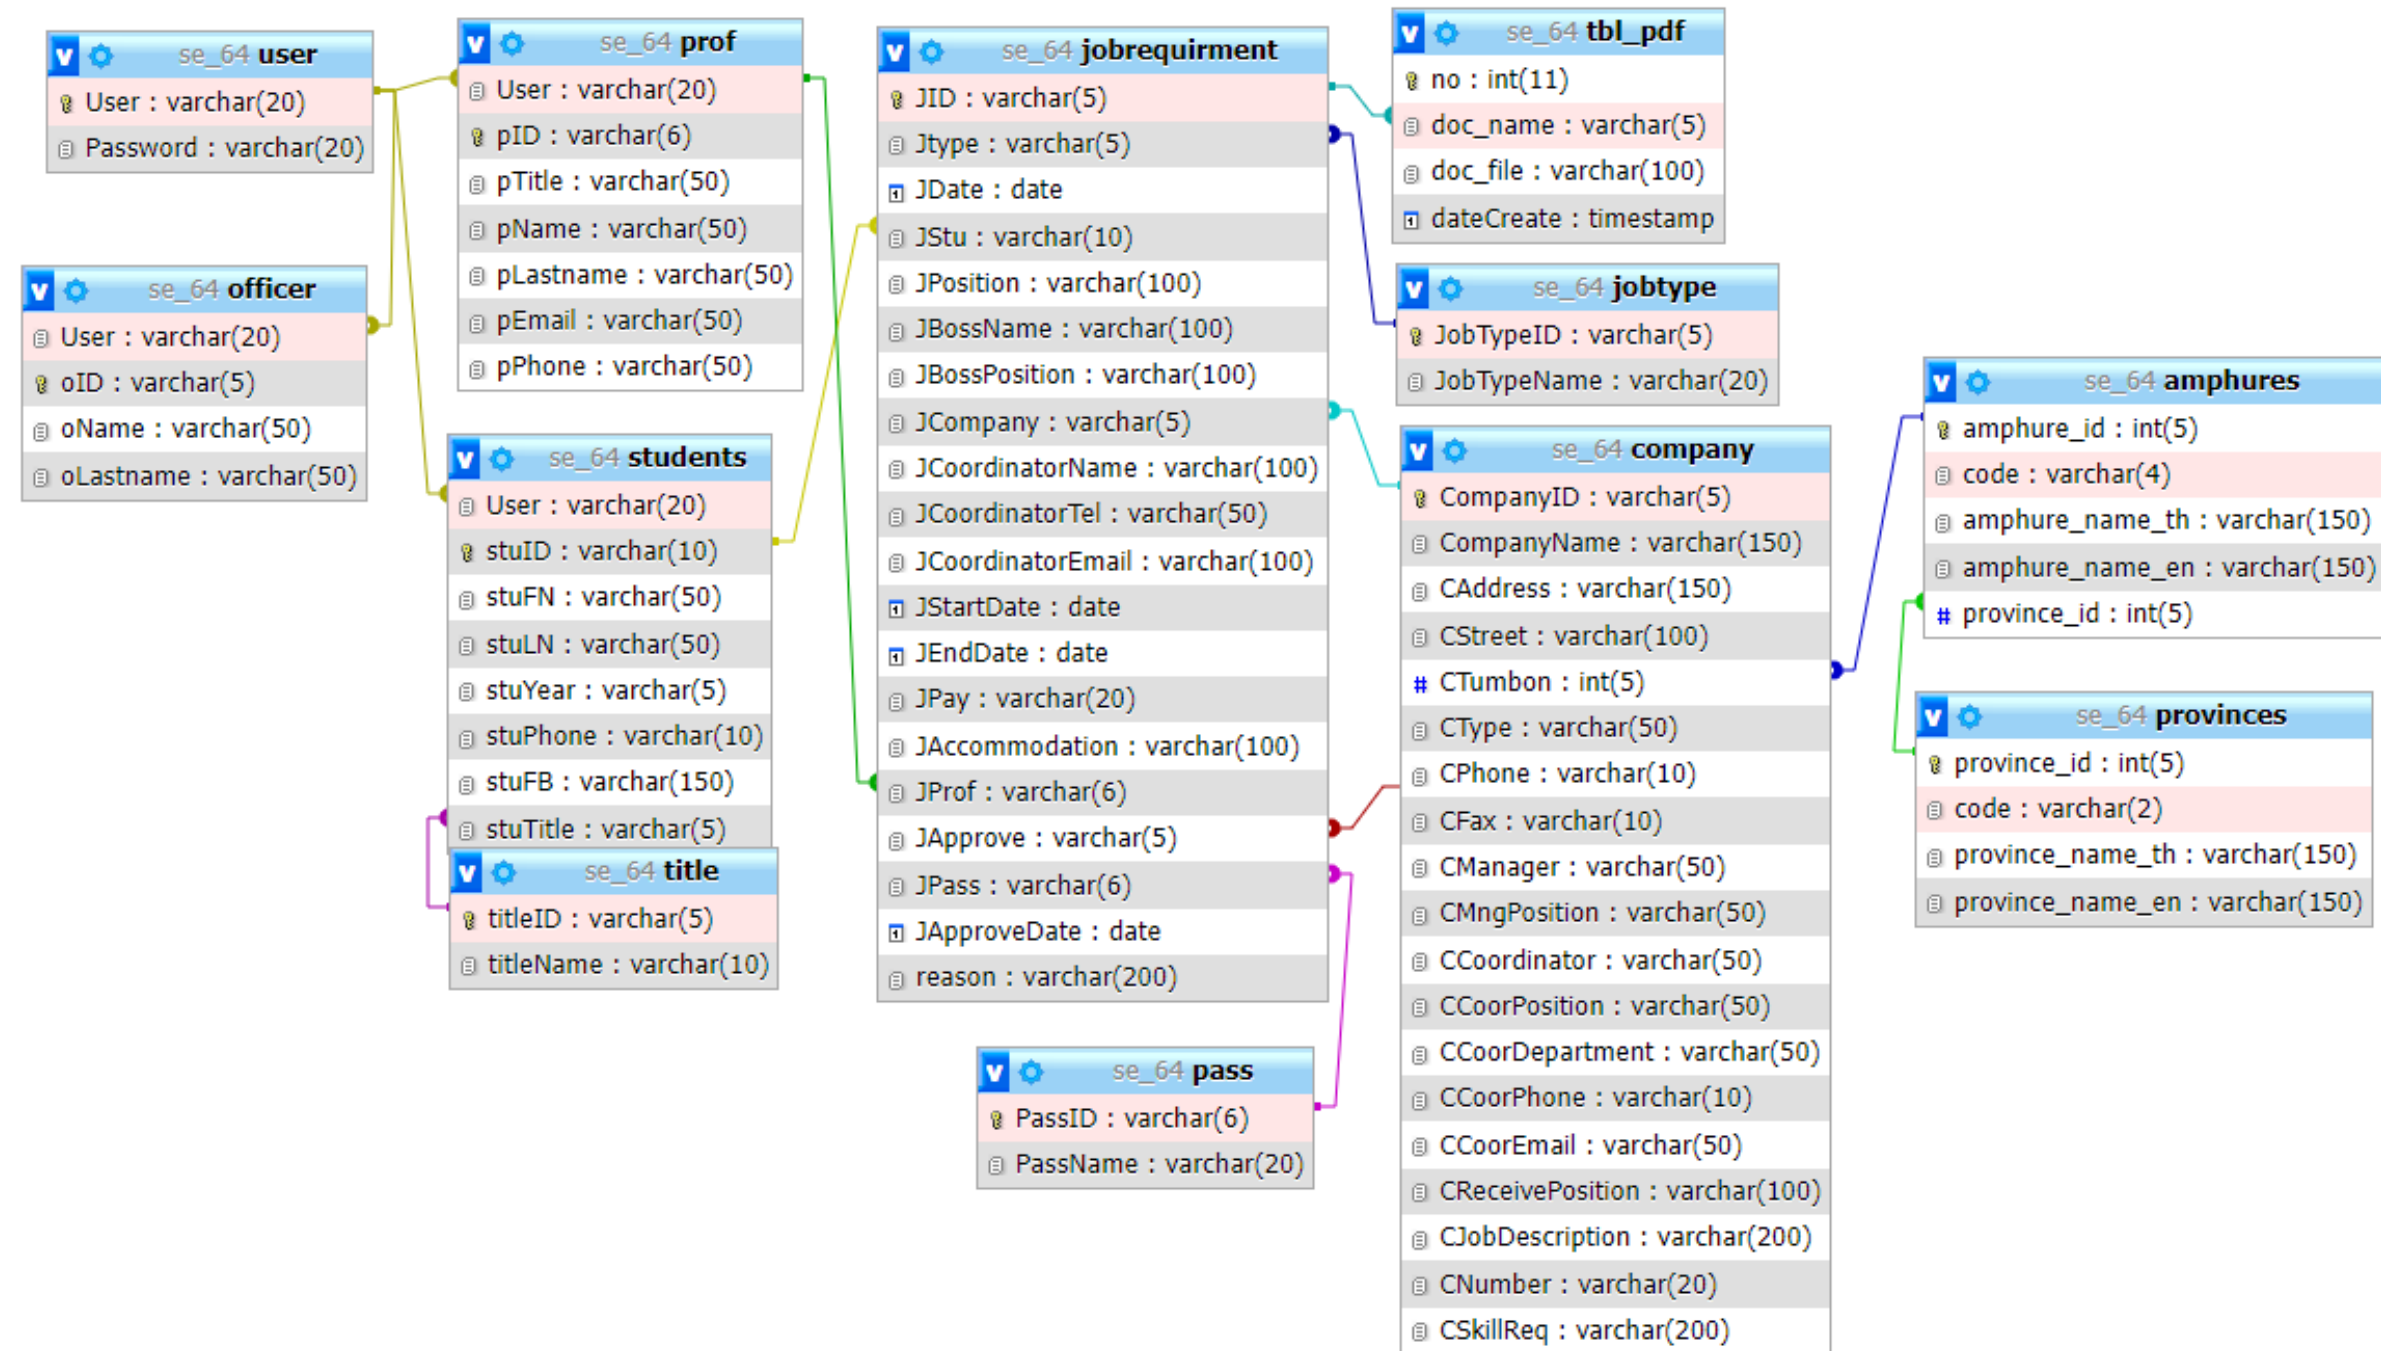 se_64 user
User : varchar(20)
Password : varchar(20)
se_64 officer
User : varchar(20)
oID : varchar(5)
oName : varchar(50)
oLastname : varchar(50)
se_64 prof
User : varchar(20)
pID : varchar(6)
pTitle : varchar(50)
pName : varchar(50)
pLastname : varchar(50)
pEmail : varchar(50)
pPhone : varchar(50)
se_64 students
User : varchar(20)
stuID : varchar(10)
stuFN : varchar(50)
stuLN : varchar(50)
stuYear : varchar(5)
stuPhone : varchar(10)
stuFB : varchar(150)
stuTitle : varchar(5)
se_64 title
titleID : varchar(5)
titleName : varchar(10)
se_64 jobrequirment
JID : varchar(5)
Jtype : varchar(5)
JDate : date
JStu : varchar(10)
JPosition : varchar(100)
JBossName : varchar(100)
JBossPosition : varchar(100)
JCompany : varchar(5)
JCoordinatorName : varchar(100)
JCoordinatorTel : varchar(50)
JCoordinatorEmail : varchar(100)
JStartDate : date
JEndDate : date
JPay : varchar(20)
JAccommodation : varchar(100)
JProf : varchar(6)
JApprove : varchar(5)
JPass : varchar(6)
JApproveDate : date
reason : varchar(200)
se_64 pass
PassID : varchar(6)
PassName : varchar(20)
se_64 tbl_pdf
no : int(11)
doc_name : varchar(5)
doc_file : varchar(100)
dateCreate : timestamp
se_64 jobtype
JobTypeID : varchar(5)
JobTypeName : varchar(20)
se_64 company
CompanyID : varchar(5)
CompanyName : varchar(150)
CAddress : varchar(150)
CStreet : varchar(100)
# CTumbon : int(5)
CType : varchar(50)
CPhone : varchar(10)
CFax : varchar(10)
CManager : varchar(50)
CMngPosition : varchar(50)
CCoordinator : varchar(50)
CCoorPosition : varchar(50)
CCoorDepartment : varchar(50)
CCoorPhone : varchar(10)
CCoorEmail : varchar(50)
CReceivePosition : varchar(100)
CJobDescription : varchar(200)
CNumber : varchar(20)
CSkillReq : varchar(200)
se_64 amphures
amphure_id : int(5)
code : varchar(4)
amphure_name_th : varchar(150)
amphure_name_en : varchar(150)
# province_id : int(5)
se_64 provinces
province_id : int(5)
code : varchar(2)
province_name_th : varchar(150)
province_name_en : varchar(150)